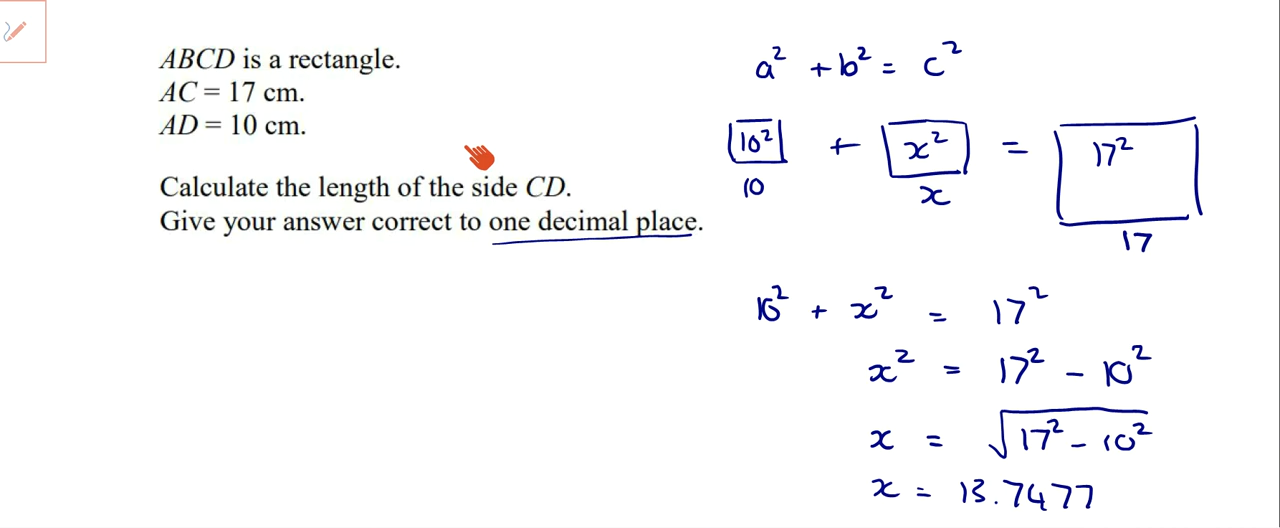 ABCD is a rectangle.
AC = 17 cm.
AD = 10 cm.
Calculate the length of the side CD.
Give your answer correct to one decimal place.
a² + b² = c²
10² + x² = 17²
10 x 17
10² + x² = 17²
x² = 17² - 10²
x = √17² - 10²
x = 13.7477